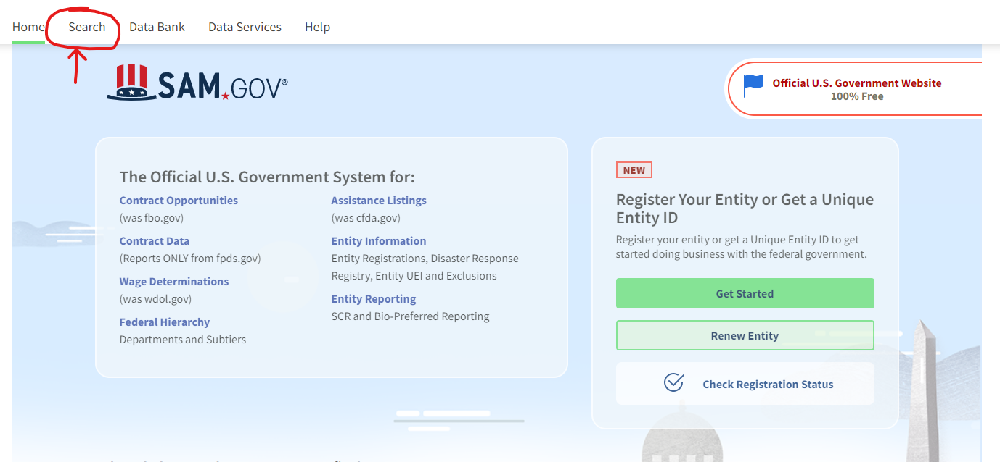 Home Search Data Bank Data Services Help
SAM.GOV®
Official U.S. Government Website
100% Free
The Official U.S. Government System for:
Contract Opportunities
(was fbo.gov)
Contract Data
(Reports ONLY from fpds.gov)
Wage Determinations
(was wdol.gov)
Federal Hierarchy
Departments and Subtiers
Assistance Listings
(was cfda.gov)
Entity Information
Entity Registrations, Disaster Response
Registry, Entity UEI and Exclusions
Entity Reporting
SCR and Bio-Preferred Reporting
NEW
Register Your Entity or Get a Unique
Entity ID
Register your entity or get a Unique Entity ID to get
started doing business with the federal government.
Get Started
Renew Entity
Check Registration Status